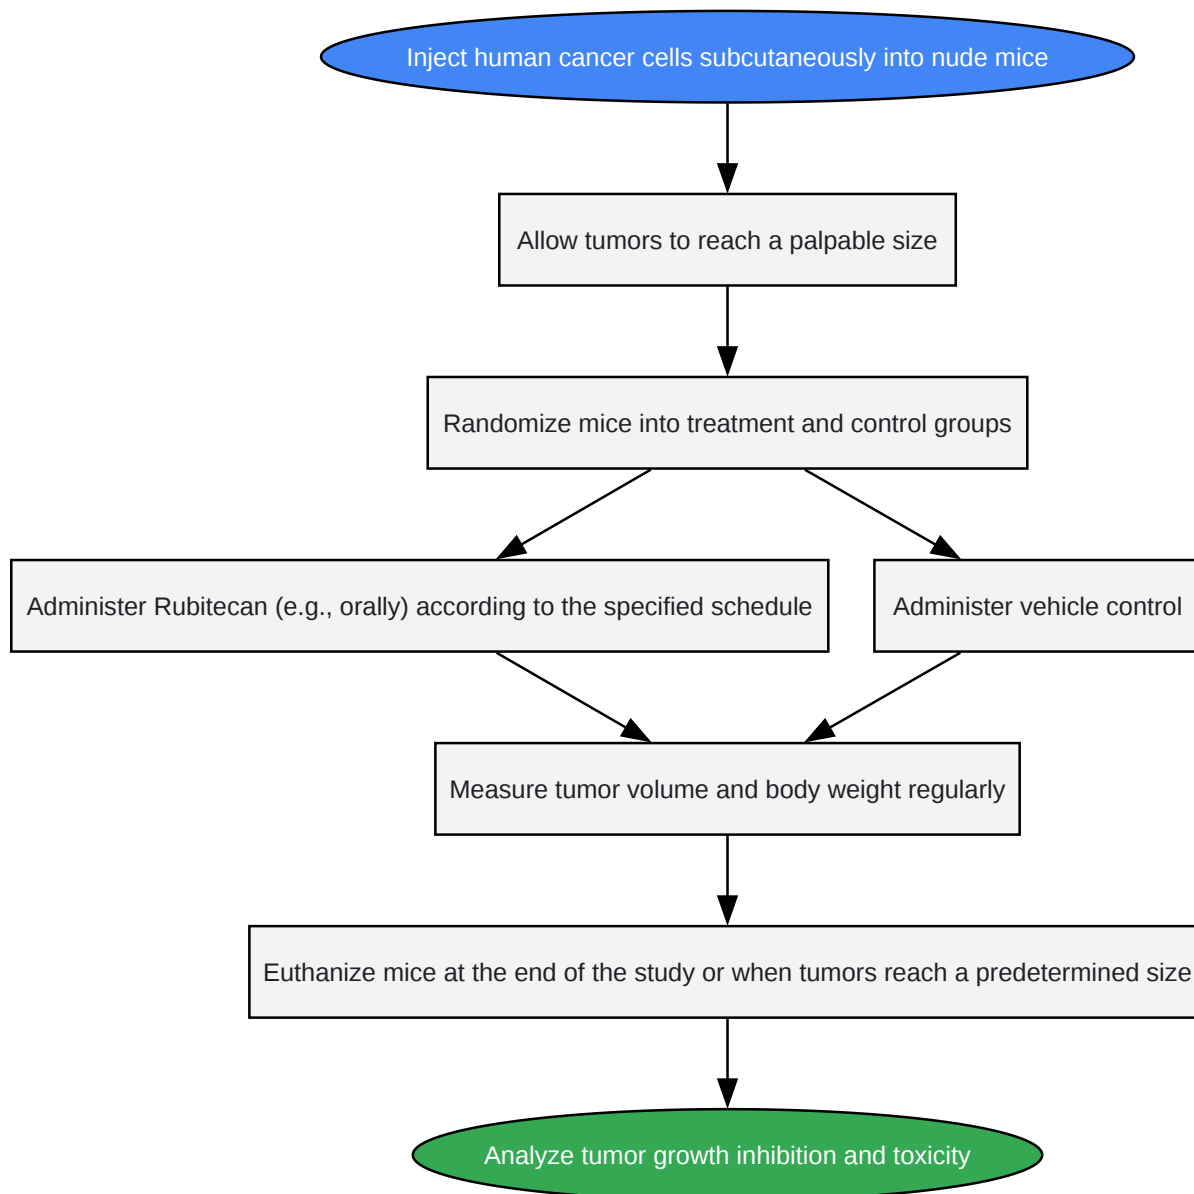 Inject human cancer cells subcutaneously into nude mice
Allow tumors to reach a palpable size
Randomize mice into treatment and control groups
Administer Rubitecan (e.g., orally) according to the specified schedule
Administer vehicle control
Measure tumor volume and body weight regularly
Euthanize mice at the end of the study or when tumors reach a predetermined size
Analyze tumor growth inhibition and toxicity